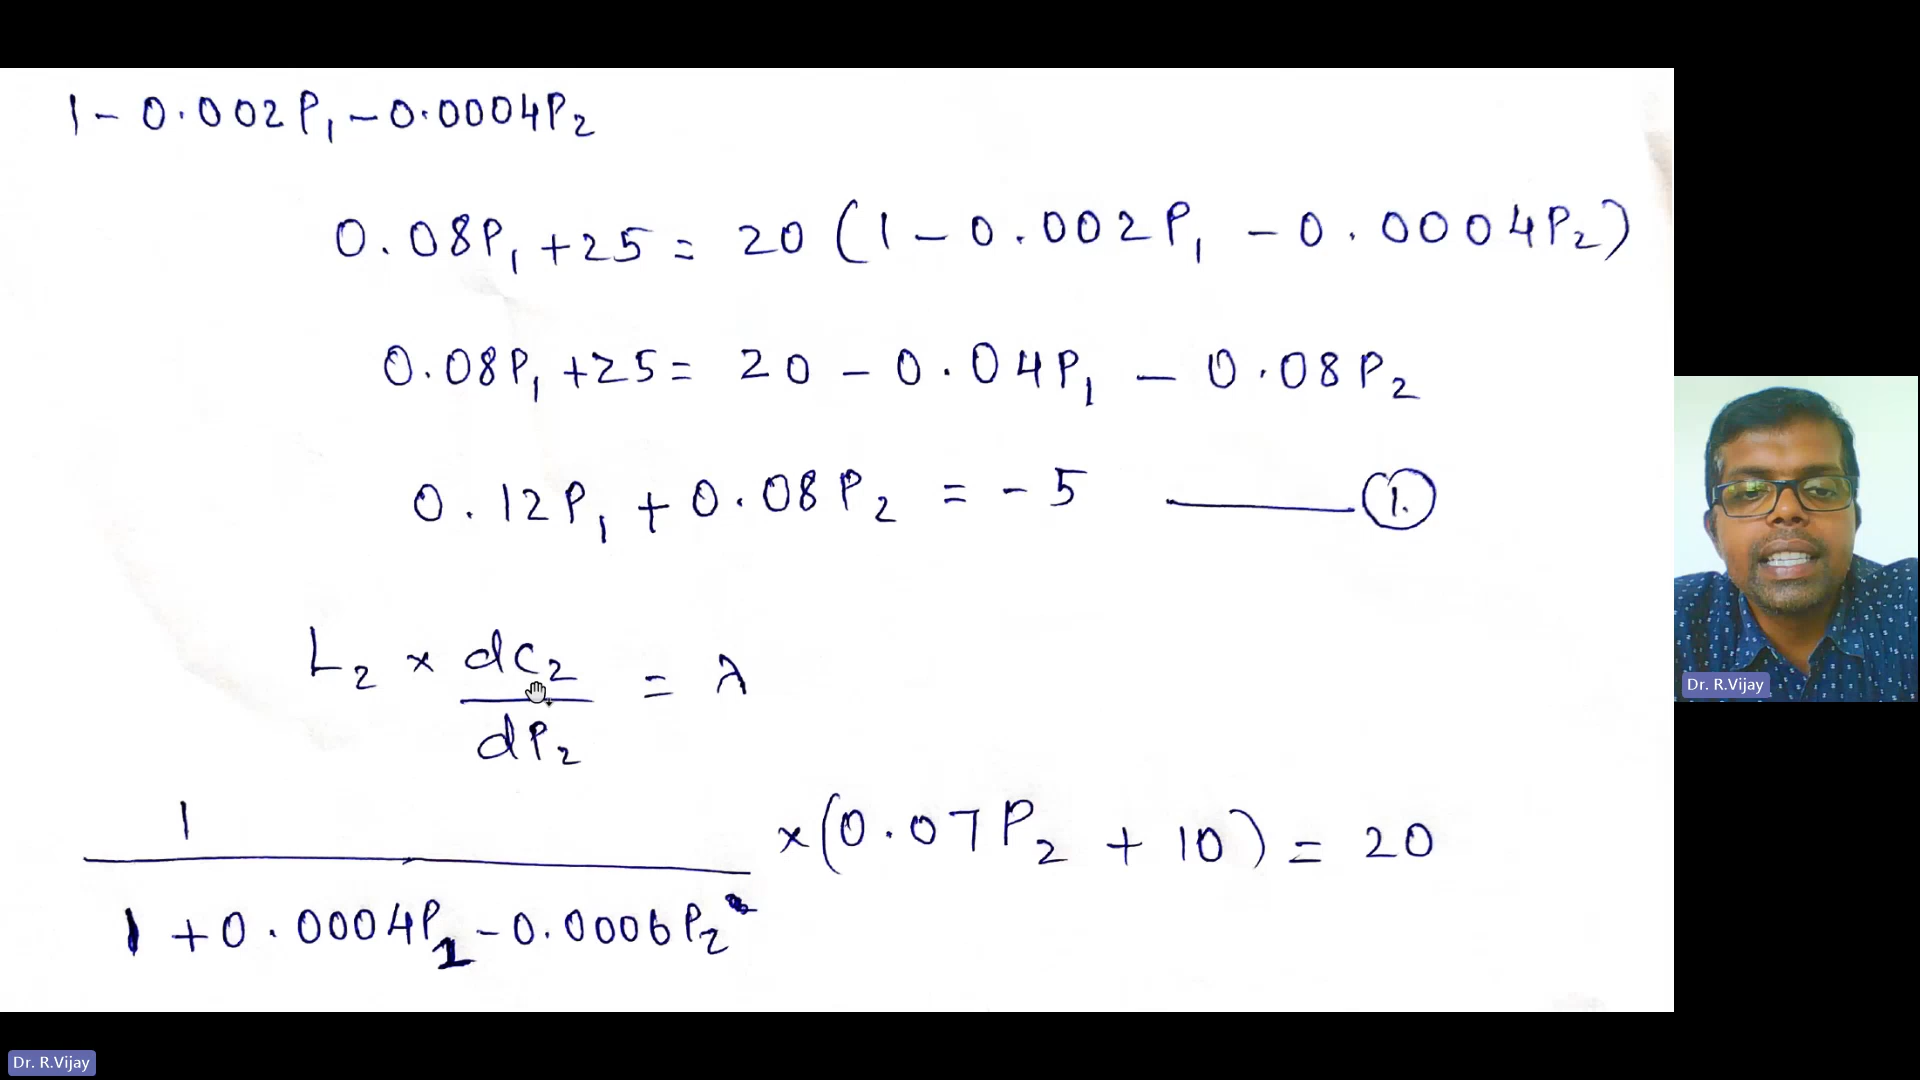 1 - 0.002P₁ - 0.0004P₂
0.08P₁ + 25 = 20 (1 - 0.002P₁ - 0.0004P₂)
0.08P₁ + 25 = 20 - 0.04P₁ - 0.08P₂
0.12P₁ + 0.08P₂ = - 5 ——— ①.
L₂ × dC₂ = λ
dP₂
1
× (0.07P₂ + 10) = 20
1 + 0.0004P₁ - 0.0006P₂
Dr. R.Vijay
Dr. R.Vijay